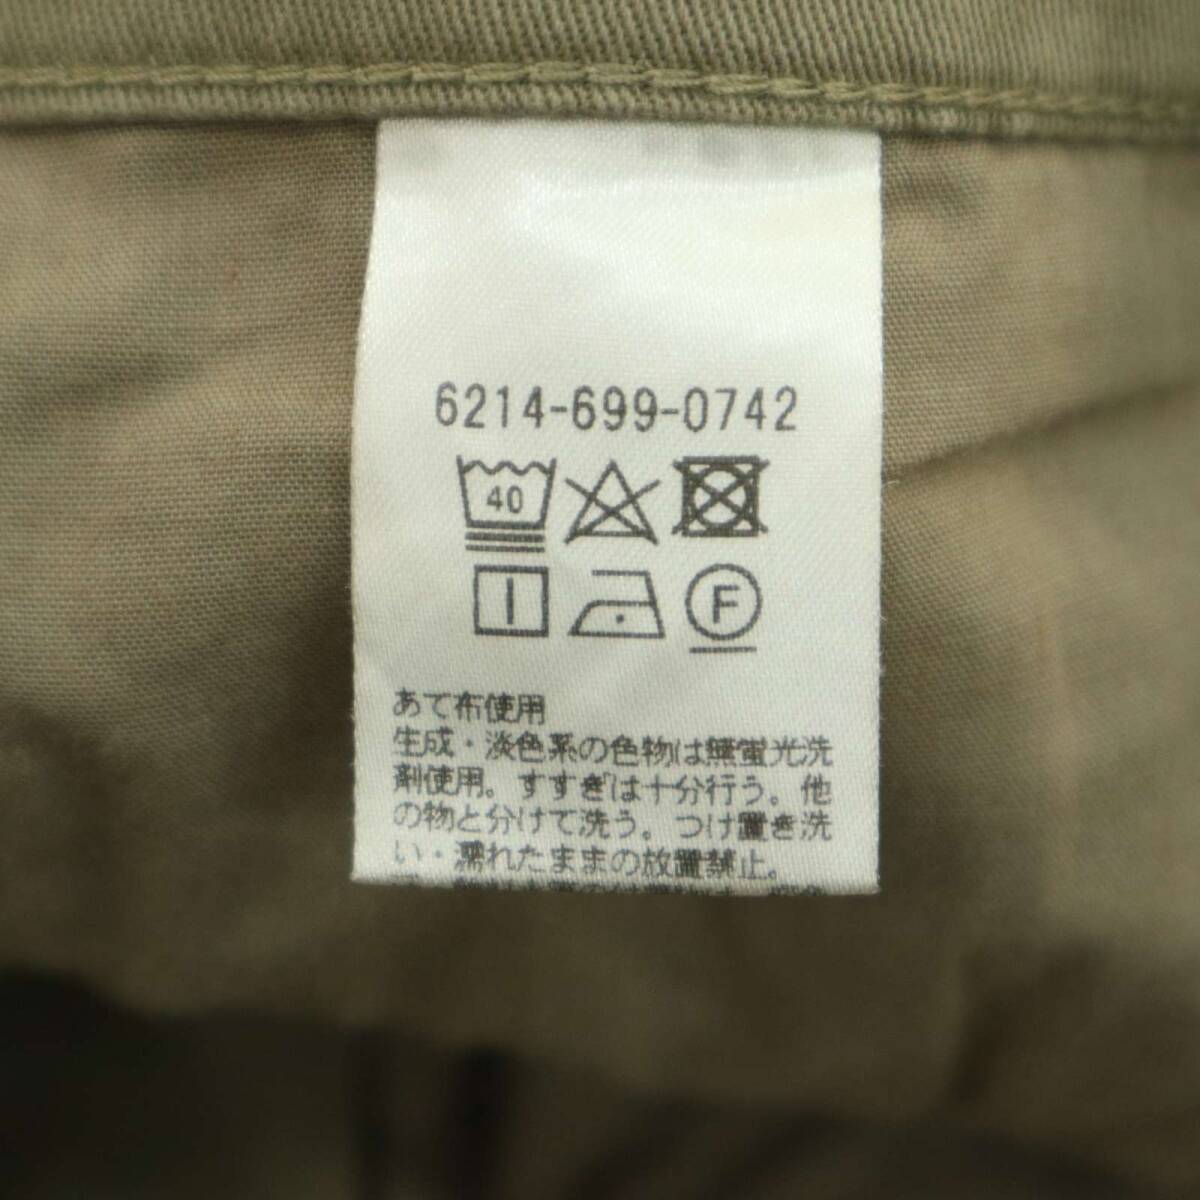 6214-699-0742
40
F
あて布使用
生成・淡色系の色物は無蛍光洗
剤使用。すすぎは十分行う。他
の物と分けて洗う。つけ置き洗
い・濡れたままの放置禁止。